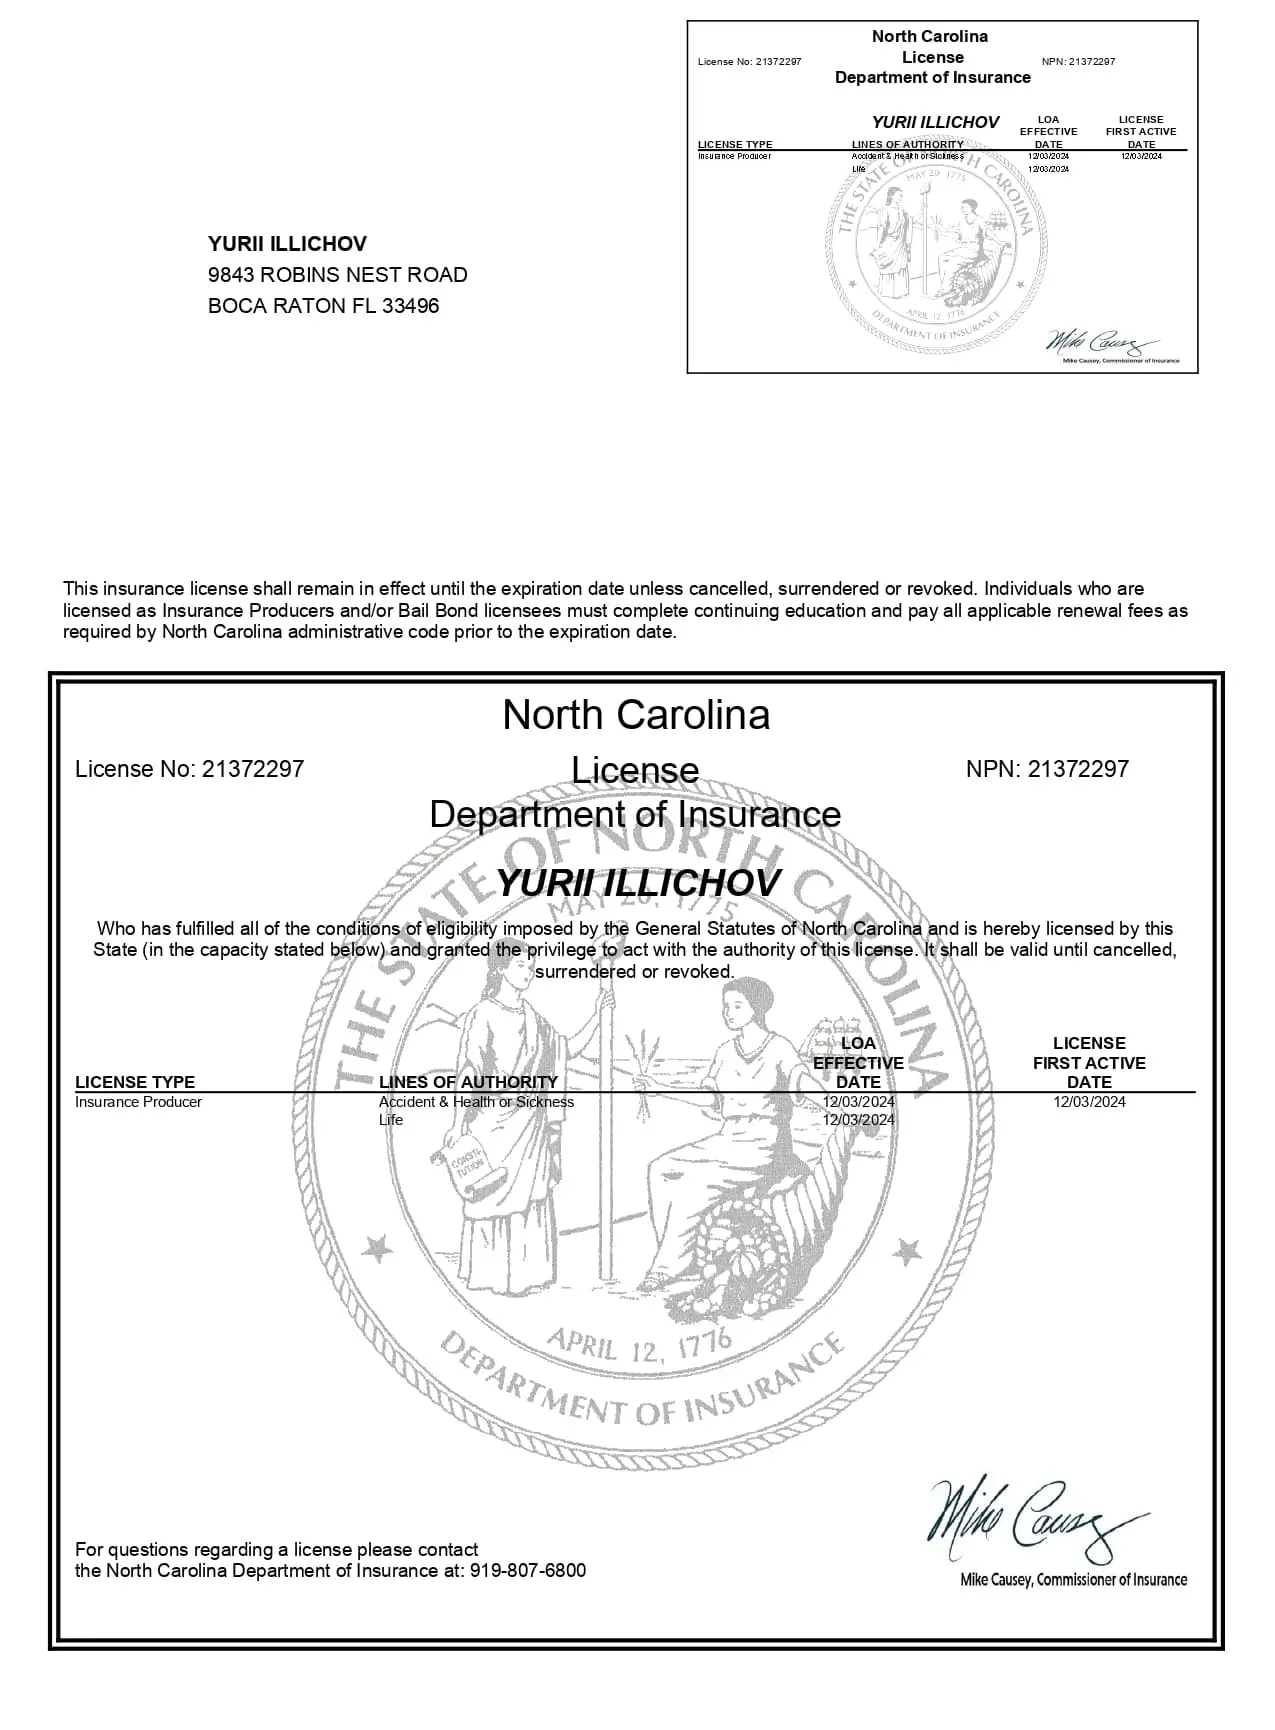 North Carolina
License No: 21372297
License
NPN: 21372297
Department of Insurance
YURII ILLICHOV
LICENSE TYPE
LINES OF AUTHORITY
LOA
EFFECTIVE
DATE
LICENSE
FIRST ACTIVE
DATE
Insurance Producer
Accident & Health or Sickness
12/03/2024
12/03/2024
Life
12/03/2024
THE STATE OF NORTH CAROLINA
MAY 20, 1775
APRIL 12, 1776
DEPARTMENT OF INSURANCE
Mike Causey
Mike Causey, Commissioner of Insurance
YURII ILLICHOV
9843 ROBINS NEST ROAD
BOCA RATON FL 33496
This insurance license shall remain in effect until the expiration date unless cancelled, surrendered or revoked. Individuals who are
licensed as Insurance Producers and/or Bail Bond licensees must complete continuing education and pay all applicable renewal fees as
required by North Carolina administrative code prior to the expiration date.
North Carolina
License No: 21372297
License
NPN: 21372297
Department of Insurance
YURII ILLICHOV
Who has fulfilled all of the conditions of eligibility imposed by the General Statutes of North Carolina and is hereby licensed by this
State (in the capacity stated below) and granted the privilege to act with the authority of this license. It shall be valid until cancelled,
surrendered or revoked.
LICENSE TYPE
LINES OF AUTHORITY
LOA
EFFECTIVE
DATE
LICENSE
FIRST ACTIVE
DATE
Insurance Producer
Accident & Health or Sickness
12/03/2024
12/03/2024
Life
12/03/2024
THE STATE OF NORTH CAROLINA
MAY 20, 1775
CONSTI
TUTION
APRIL 12, 1776
DEPARTMENT OF INSURANCE
For questions regarding a license please contact
the North Carolina Department of Insurance at: 919-807-6800
Mike Causey
Mike Causey, Commissioner of Insurance